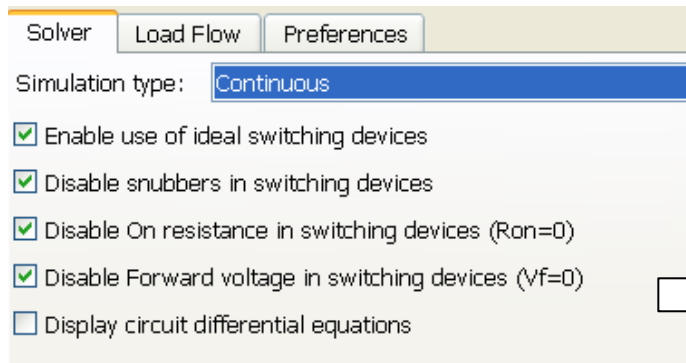 Solver Load Flow Preferences
Simulation type: Continuous
Enable use of ideal switching devices
Disable snubbers in switching devices
Disable On resistance in switching devices (Ron=0)
Disable Forward voltage in switching devices (Vf=0)
Display circuit differential equations